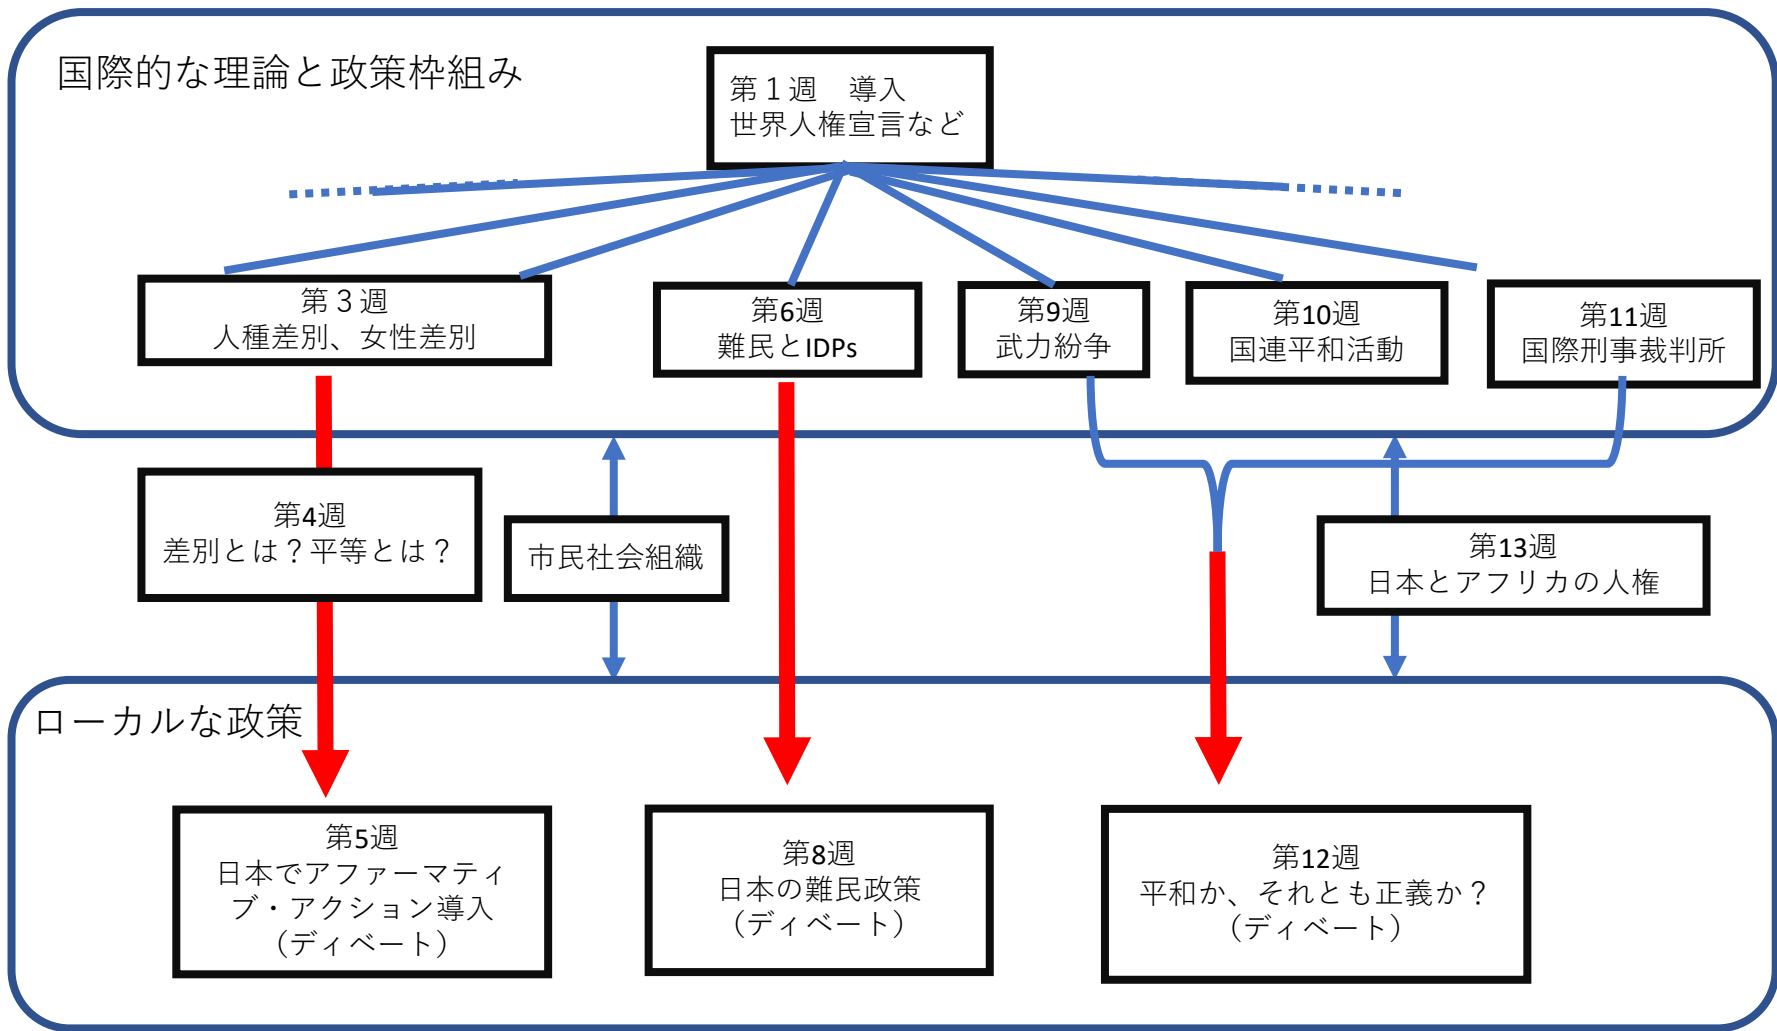 国際的な理論と政策枠組み
第１週　導入
世界人権宣言など
第３週
人種差別、女性差別
第6週
難民とIDPs
第9週
武力紛争
第10週
国連平和活動
第11週
国際刑事裁判所
第4週
差別とは？平等とは？
市民社会組織
第13週
日本とアフリカの人権
ローカルな政策
第5週
日本でアファーマティ
ブ・アクション導入
（ディベート）
第8週
日本の難民政策
（ディベート）
第12週
平和か、それとも正義か？
（ディベート）